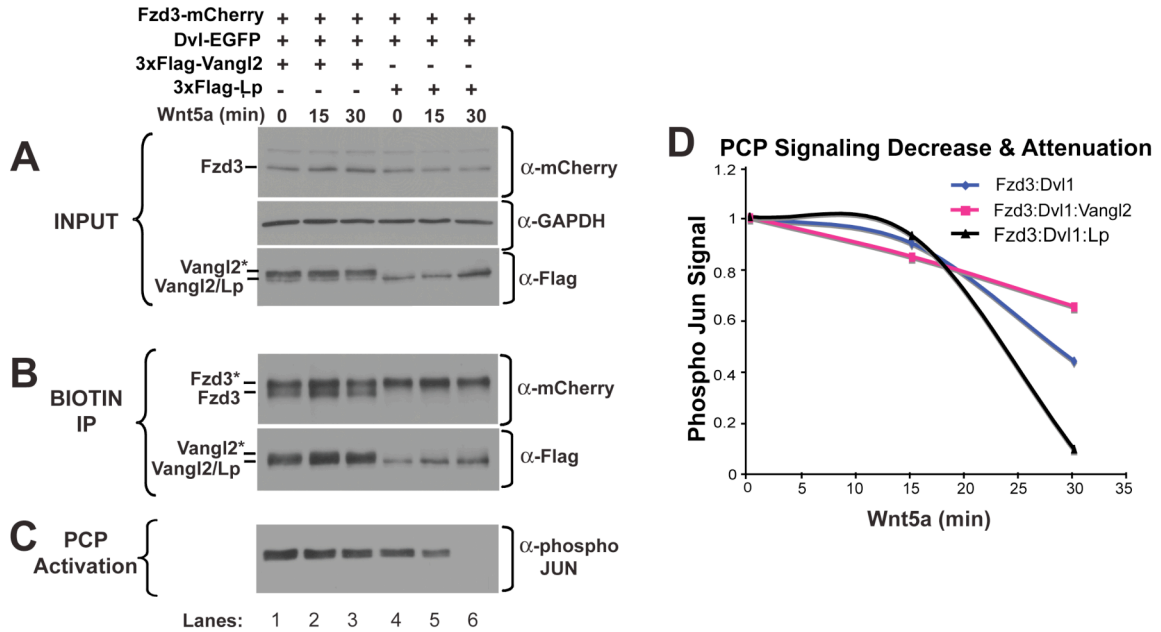 Fzd3-mCherry + + + + + +
Dvl-EGFP + + + + + +
3xFlag-Vangl2 + + + - - -
3xFlag-Lp - - - + + +
Wnt5a (min) 0 15 30 0 15 30
A
INPUT
Fzd3
α-mCherry
α-GAPDH
Vangl2*
Vangl2/Lp
α-Flag
B
BIOTIN
IP
Fzd3*
Fzd3
α-mCherry
Vangl2*
Vangl2/Lp
α-Flag
C
PCP
Activation
α-phospho
JUN
Lanes: 1 2 3 4 5 6
D
PCP Signaling Decrease & Attenuation
Phospho Jun Signal
1.2
1
0.8
0.6
0.4
0.2
0
Fzd3:Dvl1
Fzd3:Dvl1:Vangl2
Fzd3:Dvl1:Lp
0 5 10 15 20 25 30 35
Wnt5a (min)